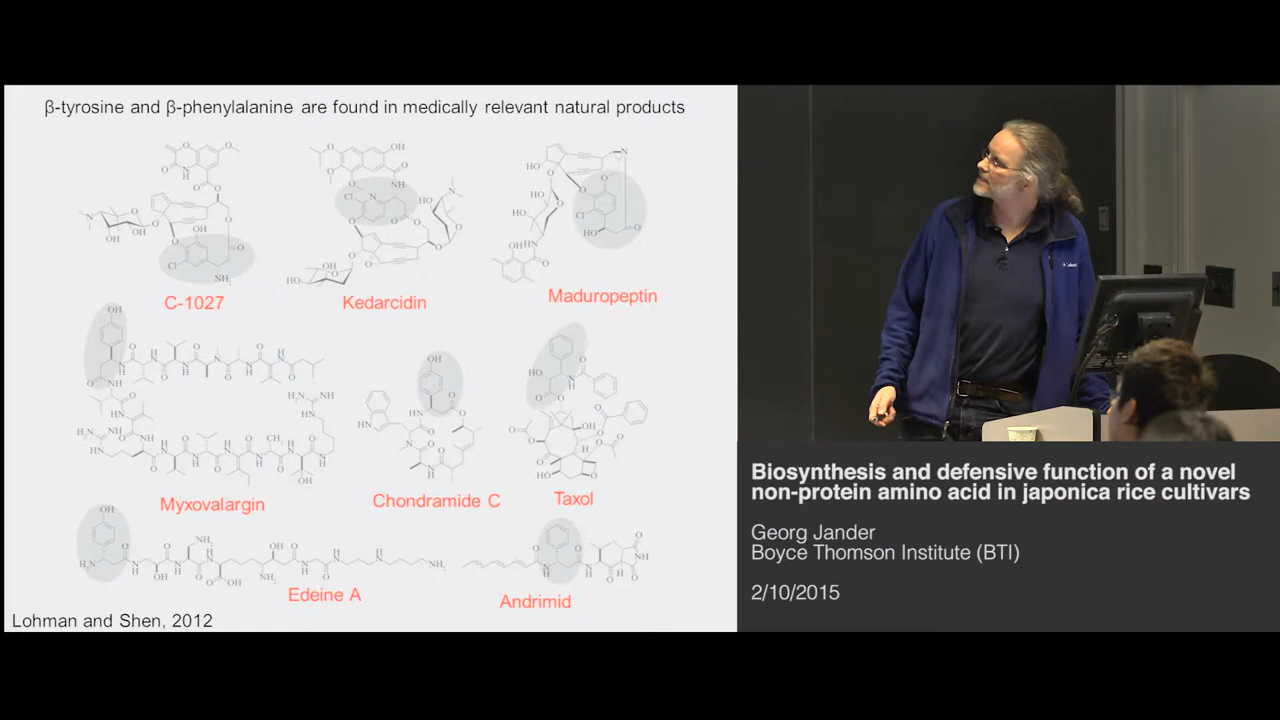 β-tyrosine and β-phenylalanine are found in medically relevant natural products
C-1027
Kedarcidin
Maduropeptin
Myxovalargin
Chondramide C
Taxol
Edeine A
Andrimid
Lohman and Shen, 2012
Biosynthesis and defensive function of a novel
non-protein amino acid in japonica rice cultivars
Georg Jander
Boyce Thomson Institute (BTI)
2/10/2015